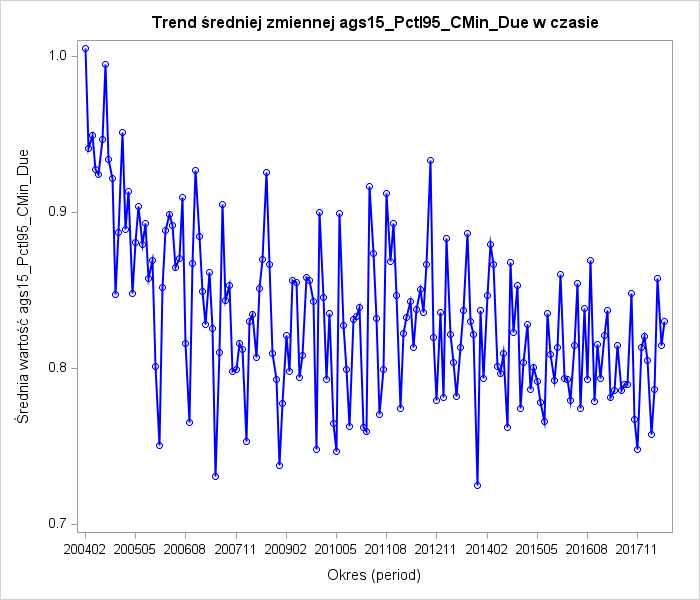 Trend średniej zmiennej ags15_Pctl95_CMin_Due w czasie
Średnia wartość ags15_Pctl95_CMin_Due
1.0
0.9
0.8
0.7
200402 200505 200608 200711 200902 201005 201108 201211 201402 201505 201608 201711
Okres (period)